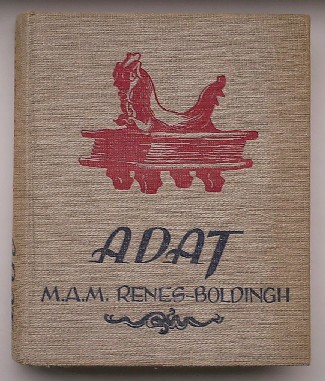 ADAT
M.A.M. RENES-BOLDINGH